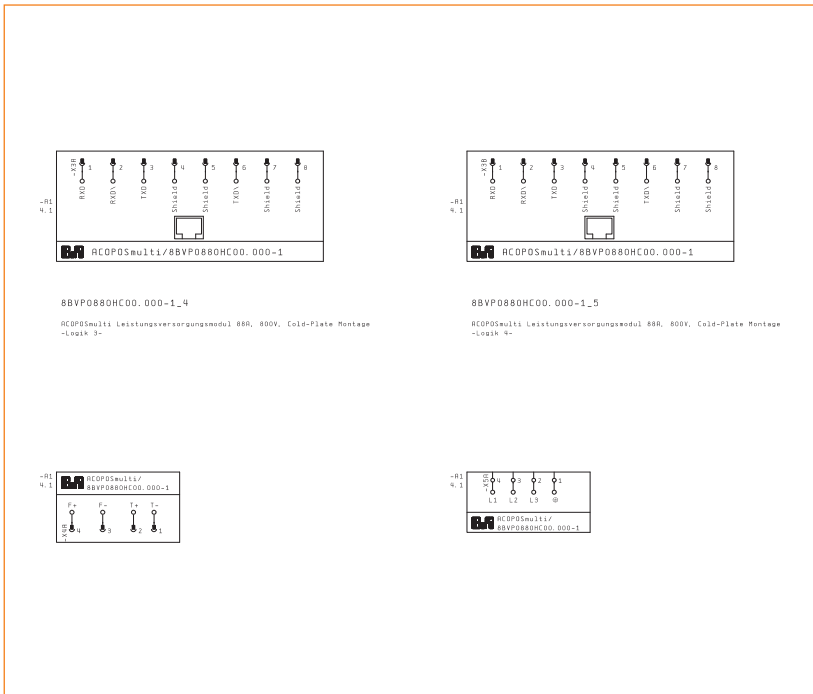 -X3A 1 2 3 4 5 6 7 8
RXD RXD\ TXD Shield Shield TXD\ Shield Shield
-A1
4.1
B&R ACOPOSmulti/8BVP0880HC00.000-1
8BVP0880HC00.000-1_4
ACOPOSmulti Leistungsversorgungsmodul 88A, 800V, Cold-Plate Montage
-Logik 3-
-X3B 1 2 3 4 5 6 7 8
RXD RXD\ TXD Shield Shield TXD\ Shield Shield
-A1
4.1
B&R ACOPOSmulti/8BVP0880HC00.000-1
8BVP0880HC00.000-1_5
ACOPOSmulti Leistungsversorgungsmodul 88A, 800V, Cold-Plate Montage
-Logik 4-
-A1
4.1
B&R ACOPOSmulti/
8BVP0880HC00.000-1
F+ F- T+ T-
-X4A 4 3 2 1
-A1
4.1
-X5A 4 3 2 1
L1 L2 L3 ⊕
B&R ACOPOSmulti/
8BVP0880HC00.000-1